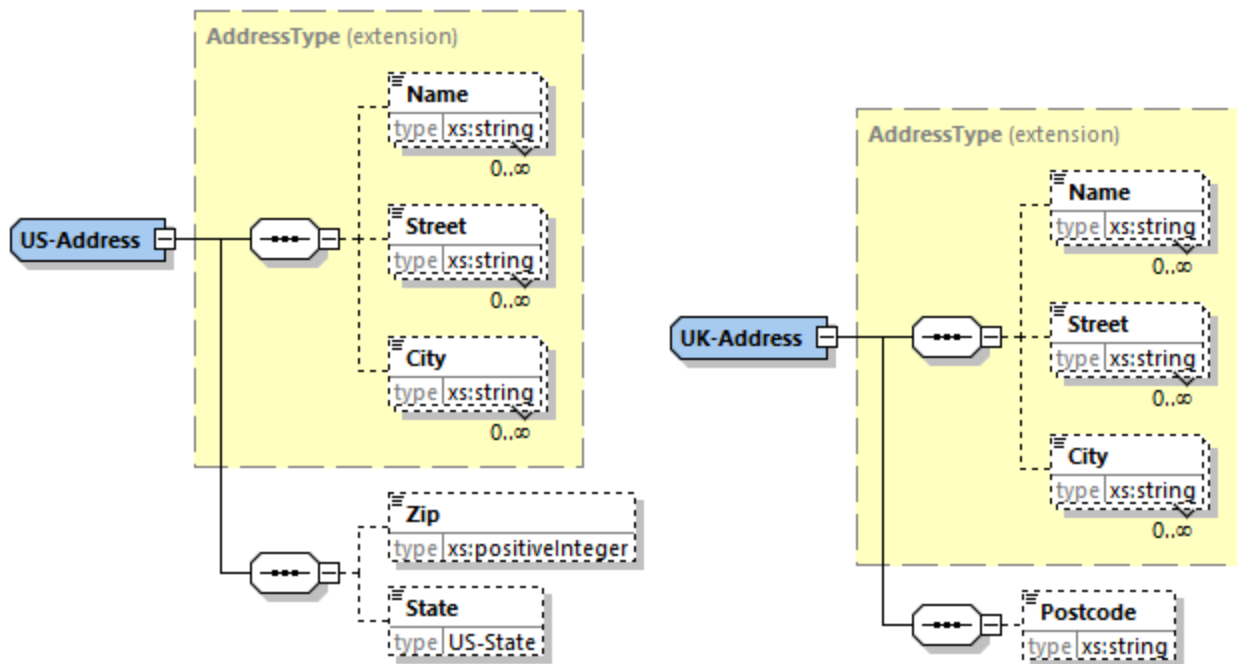 AddressType (extension)
Name
type xs:string
0..∞
US-Address
Street
type xs:string
0..∞
City
type xs:string
0..∞
Zip
type xs:positiveInteger
State
type US-State
AddressType (extension)
Name
type xs:string
0..∞
UK-Address
Street
type xs:string
0..∞
City
type xs:string
0..∞
Postcode
type xs:string